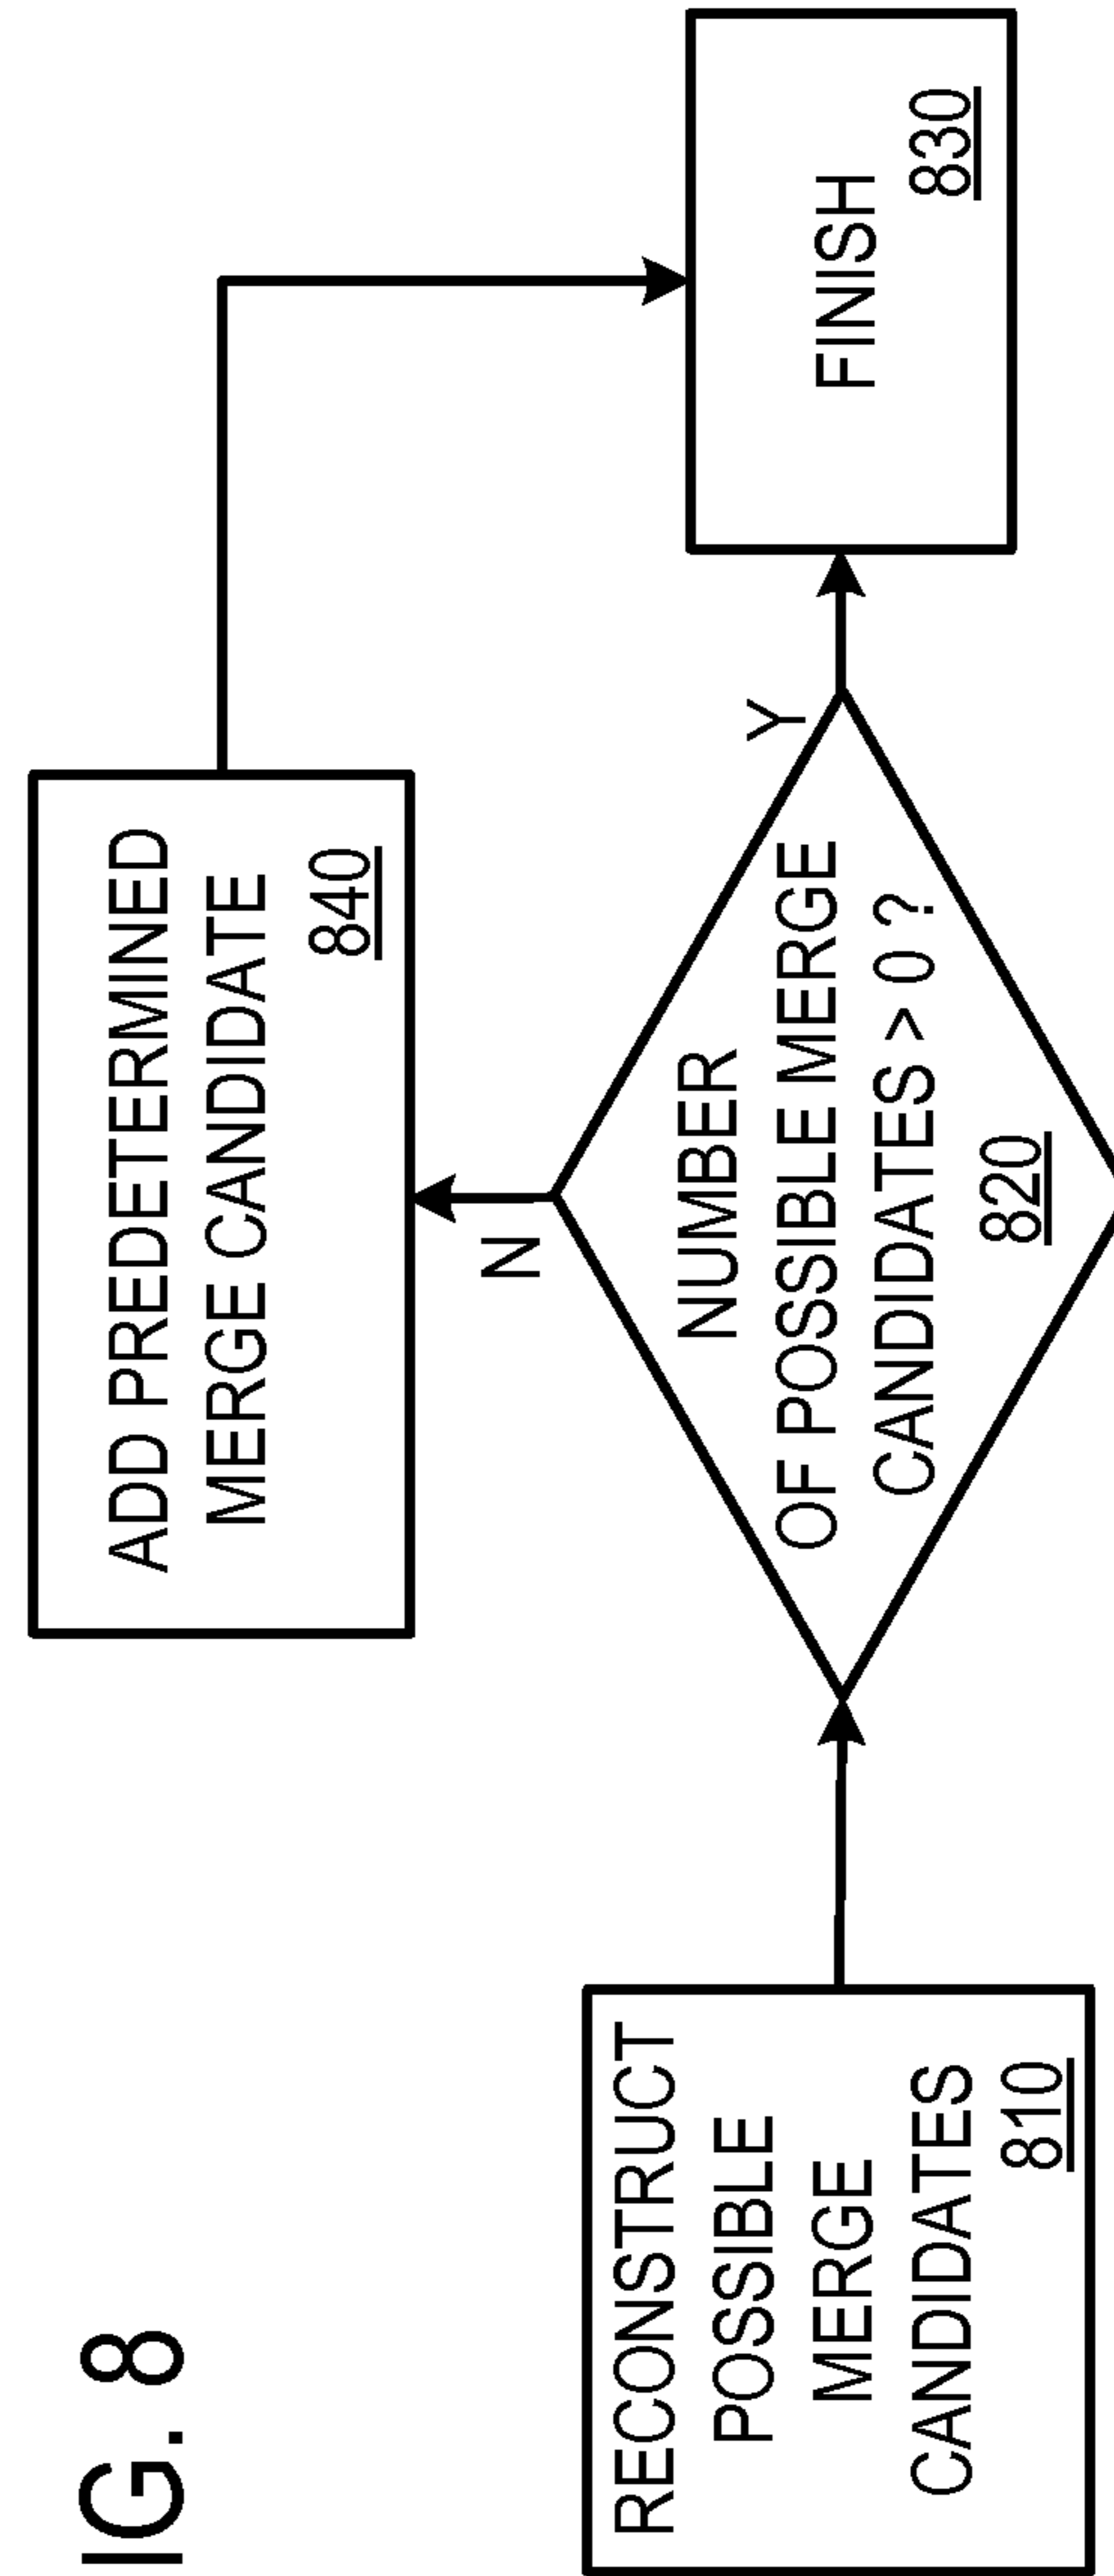 IG. 8
RECONSTRUCT
POSSIBLE
MERGE
CANDIDATES
810
NUMBER
OF POSSIBLE MERGE
CANDIDATES > 0 ?
820
N
Y
ADD PREDETERMINED
MERGE CANDIDATE
840
FINISH
830